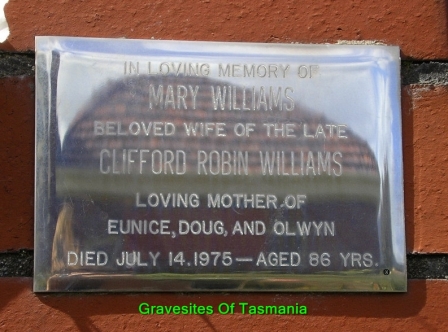 IN LOVING MEMORY OF
MARY WILLIAMS
BELOVED WIFE OF THE LATE
CLIFFORD ROBIN WILLIAMS
LOVING MOTHER OF
EUNICE, DOUG, AND OLWYN
DIED JULY 14.1975 — AGED 86 YRS.
Gravesites Of Tasmania